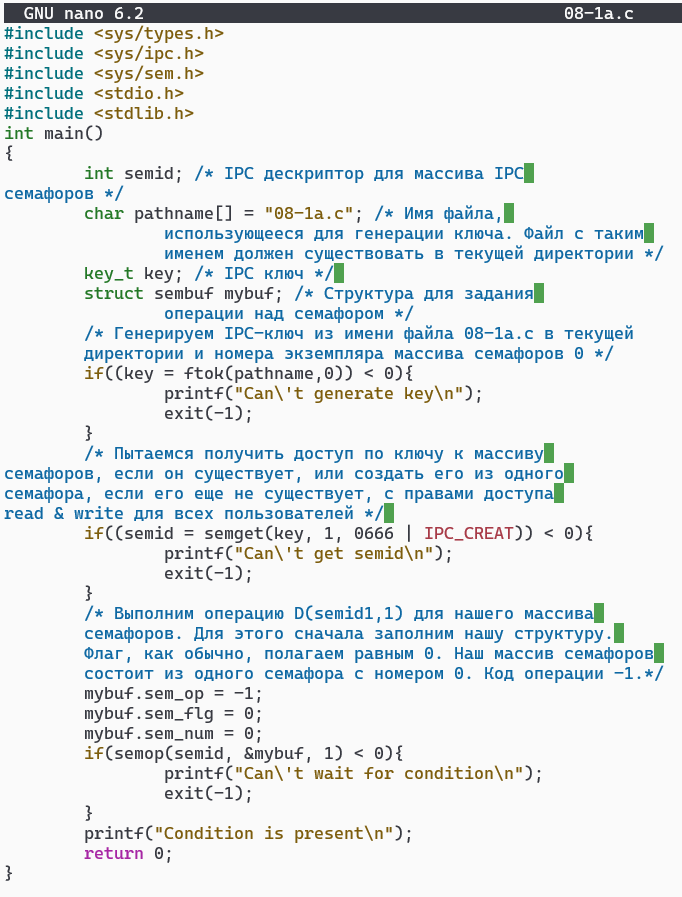 GNU nano 6.2 08-1a.c
#include <sys/types.h>
#include <sys/ipc.h>
#include <sys/sem.h>
#include <stdio.h>
#include <stdlib.h>
int main()
{
int semid; /* IPC дескриптор для массива IPC
семафоров */
char pathname[] = "08-1a.c"; /* Имя файла,
использующееся для генерации ключа. Файл с таким
именем должен существовать в текущей директории */
key_t key; /* IPC ключ */
struct sembuf mybuf; /* Структура для задания
операции над семафором */
/* Генерируем IPC-ключ из имени файла 08-1a.c в текущей
директории и номера экземпляра массива семафоров 0 */
if((key = ftok(pathname,0)) < 0){
printf("Can\'t generate key\n");
exit(-1);
}
/* Пытаемся получить доступ по ключу к массиву
семафоров, если он существует, или создать его из одного
семафора, если его еще не существует, с правами доступа
read & write для всех пользователей */
if((semid = semget(key, 1, 0666 | IPC_CREAT)) < 0){
printf("Can\'t get semid\n");
exit(-1);
}
/* Выполним операцию D(semid1,1) для нашего массива
семафоров. Для этого сначала заполним нашу структуру.
Флаг, как обычно, полагаем равным 0. Наш массив семафоров
состоит из одного семафора с номером 0. Код операции -1.*/
mybuf.sem_op = -1;
mybuf.sem_flg = 0;
mybuf.sem_num = 0;
if(semop(semid, &mybuf, 1) < 0){
printf("Can\'t wait for condition\n");
exit(-1);
}
printf("Condition is present\n");
return 0;
}